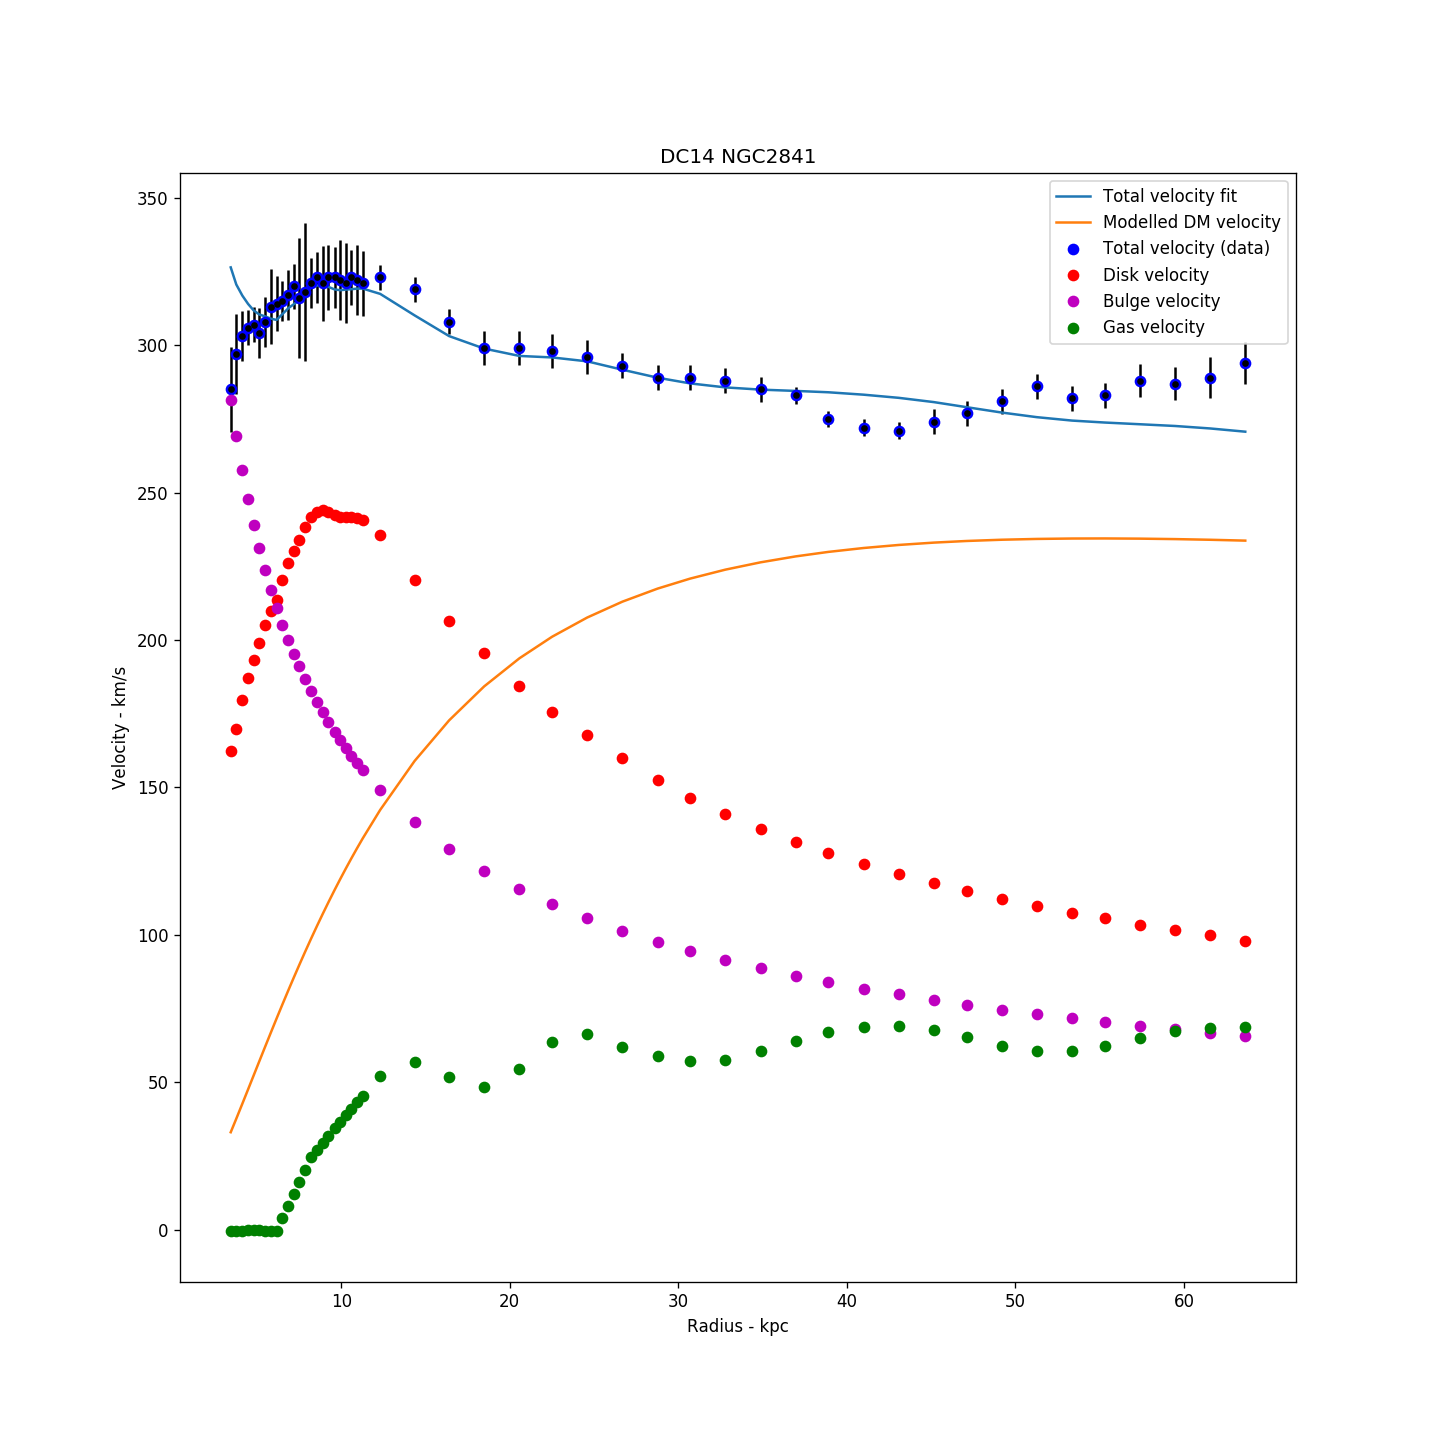 DC14 NGC2841
Total velocity fit
Modelled DM velocity
Total velocity (data)
Disk velocity
Bulge velocity
Gas velocity
350
300
250
200
150
100
50
0
Velocity - km/s
10 20 30 40 50 60
Radius - kpc